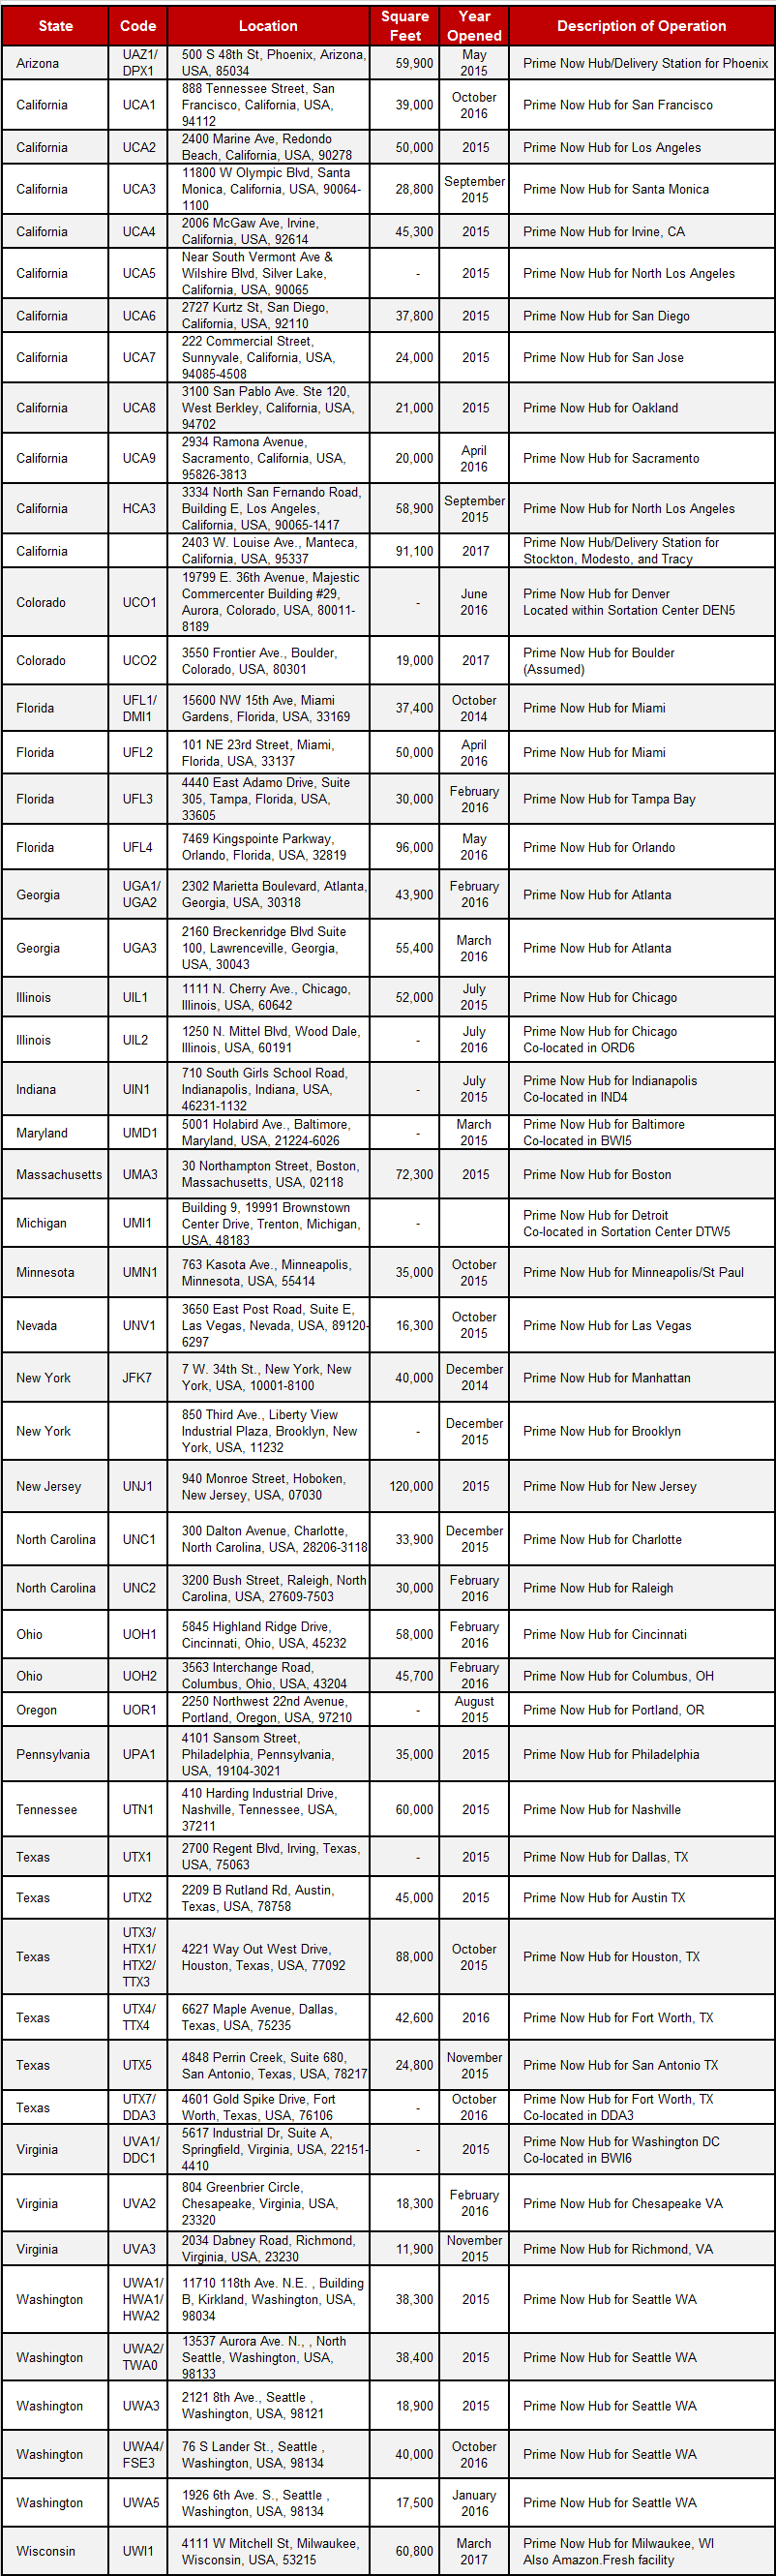 State Code Location Square Feet Year Opened Description of Operation
Arizona UAZ1/ DPX1 500 S 48th St, Phoenix, Arizona, USA, 85034 59,900 May 2015 Prime Now Hub/Delivery Station for Phoenix
California UCA1 888 Tennessee Street, San Francisco, California, USA, 94112 39,000 October 2016 Prime Now Hub for San Francisco
California UCA2 2400 Marine Ave, Redondo Beach, California, USA, 90278 50,000 2015 Prime Now Hub for Los Angeles
California UCA3 11800 W Olympic Blvd, Santa Monica, California, USA, 90064-1100 28,800 September 2015 Prime Now Hub for Santa Monica
California UCA4 2006 McGaw Ave, Irvine, California, USA, 92614 45,300 2015 Prime Now Hub for Irvine, CA
California UCA5 Near South Vermont Ave & Wilshire Blvd, Silver Lake, California, USA, 90065 - 2015 Prime Now Hub for North Los Angeles
California UCA6 2727 Kurtz St, San Diego, California, USA, 92110 37,800 2015 Prime Now Hub for San Diego
California UCA7 222 Commercial Street, Sunnyvale, California, USA, 94085-4508 24,000 2015 Prime Now Hub for San Jose
California UCA8 3100 San Pablo Ave. Ste 120, West Berkley, California, USA, 94702 21,000 2015 Prime Now Hub for Oakland
California UCA9 2934 Ramona Avenue, Sacramento, California, USA, 95826-3813 20,000 April 2016 Prime Now Hub for Sacramento
California HCA3 3334 North San Fernando Road, Building E, Los Angeles, California, USA, 90065-1417 58,900 September 2015 Prime Now Hub for North Los Angeles
California 2403 W. Louise Ave., Manteca, California, USA, 95337 91,100 2017 Prime Now Hub/Delivery Station for Stockton, Modesto, and Tracy
Colorado UCO1 19799 E. 36th Avenue, Majestic Commercenter Building #29, Aurora, Colorado, USA, 80011-8189 - June 2016 Prime Now Hub for Denver Located within Sortation Center DEN5
Colorado UCO2 3550 Frontier Ave., Boulder, Colorado, USA, 80301 19,000 2017 Prime Now Hub for Boulder (Assumed)
Florida UFL1/ DMI1 15600 NW 15th Ave, Miami Gardens, Florida, USA, 33169 37,400 October 2014 Prime Now Hub for Miami
Florida UFL2 101 NE 23rd Street, Miami, Florida, USA, 33137 50,000 April 2016 Prime Now Hub for Miami
Florida UFL3 4440 East Adamo Drive, Suite 305, Tampa, Florida, USA, 33605 30,000 February 2016 Prime Now Hub for Tampa Bay
Florida UFL4 7469 Kingspointe Parkway, Orlando, Florida, USA, 32819 96,000 May 2016 Prime Now Hub for Orlando
Georgia UGA1/ UGA2 2302 Marietta Boulevard, Atlanta, Georgia, USA, 30318 43,900 February 2016 Prime Now Hub for Atlanta
Georgia UGA3 2160 Breckenridge Blvd Suite 100, Lawrenceville, Georgia, USA, 30043 55,400 March 2016 Prime Now Hub for Atlanta
Illinois UIL1 1111 N. Cherry Ave., Chicago, Illinois, USA, 60642 52,000 July 2015 Prime Now Hub for Chicago
Illinois UIL2 1250 N. Mittel Blvd, Wood Dale, Illinois, USA, 60191 - July 2016 Prime Now Hub for Chicago Co-located in ORD6
Indiana UIN1 710 South Girls School Road, Indianapolis, Indiana, USA, 46231-1132 - July 2015 Prime Now Hub for Indianapolis Co-located in IND4
Maryland UMD1 5001 Holabird Ave., Baltimore, Maryland, USA, 21224-6026 - March 2015 Prime Now Hub for Baltimore Co-located in BWI5
Massachusetts UMA3 30 Northampton Street, Boston, Massachusetts, USA, 02118 72,300 2015 Prime Now Hub for Boston
Michigan UMI1 Building 9, 19991 Brownstown Center Drive, Trenton, Michigan, USA, 48183 - Prime Now Hub for Detroit Co-located in Sortation Center DTW5
Minnesota UMN1 763 Kasota Ave., Minneapolis, Minnesota, USA, 55414 35,000 October 2015 Prime Now Hub for Minneapolis/St Paul
Nevada UNV1 3650 East Post Road, Suite E, Las Vegas, Nevada, USA, 89120-6297 16,300 October 2015 Prime Now Hub for Las Vegas
New York JFK7 7 W. 34th St., New York, New York, USA, 10001-8100 40,000 December 2014 Prime Now Hub for Manhattan
New York 850 Third Ave., Liberty View Industrial Plaza, Brooklyn, New York, USA, 11232 - December 2015 Prime Now Hub for Brooklyn
New Jersey UNJ1 940 Monroe Street, Hoboken, New Jersey, USA, 07030 120,000 2015 Prime Now Hub for New Jersey
North Carolina UNC1 300 Dalton Avenue, Charlotte, North Carolina, USA, 28206-3118 33,900 December 2015 Prime Now Hub for Charlotte
North Carolina UNC2 3200 Bush Street, Raleigh, North Carolina, USA, 27609-7503 30,000 February 2016 Prime Now Hub for Raleigh
Ohio UOH1 5845 Highland Ridge Drive, Cincinnati, Ohio, USA, 45232 58,000 February 2016 Prime Now Hub for Cincinnati
Ohio UOH2 3563 Interchange Road, Columbus, Ohio, USA, 43204 45,700 February 2016 Prime Now Hub for Columbus, OH
Oregon UOR1 2250 Northwest 22nd Avenue, Portland, Oregon, USA, 97210 - August 2015 Prime Now Hub for Portland, OR
Pennsylvania UPA1 4101 Sansom Street, Philadelphia, Pennsylvania, USA, 19104-3021 35,000 2015 Prime Now Hub for Philadelphia
Tennessee UTN1 410 Harding Industrial Drive, Nashville, Tennessee, USA, 37211 60,000 2015 Prime Now Hub for Nashville
Texas UTX1 2700 Regent Blvd, Irving, Texas, USA, 75063 - 2015 Prime Now Hub for Dallas, TX
Texas UTX2 2209 B Rutland Rd, Austin, Texas, USA, 78758 45,000 2015 Prime Now Hub for Austin TX
Texas UTX3/ HTX1/ HTX2/ TTX3 4221 Way Out West Drive, Houston, Texas, USA, 77092 88,000 October 2015 Prime Now Hub for Houston, TX
Texas UTX4/ TTX4 6627 Maple Avenue, Dallas, Texas, USA, 75235 42,600 2016 Prime Now Hub for Fort Worth, TX
Texas UTX5 4848 Perrin Creek, Suite 680, San Antonio, Texas, USA, 78217 24,800 November 2015 Prime Now Hub for San Antonio TX
Texas UTX7/ DDA3 4601 Gold Spike Drive, Fort Worth, Texas, USA, 76106 - October 2016 Prime Now Hub for Fort Worth, TX Co-located in DDA3
Virginia UVA1/ DDC1 5617 Industrial Dr, Suite A, Springfield, Virginia, USA, 22151-4410 - 2015 Prime Now Hub for Washington DC Co-located in BWI6
Virginia UVA2 804 Greenbrier Circle, Chesapeake, Virginia, USA, 23320 18,300 February 2016 Prime Now Hub for Chesapeake VA
Virginia UVA3 2034 Dabney Road, Richmond, Virginia, USA, 23230 11,900 November 2015 Prime Now Hub for Richmond, VA
Washington UWA1/ HWA1/ HWA2 11710 118th Ave. N.E. , Building B, Kirkland, Washington, USA, 98034 38,300 2015 Prime Now Hub for Seattle WA
Washington UWA2/ TWA0 13537 Aurora Ave. N., , North Seattle, Washington, USA, 98133 38,400 2015 Prime Now Hub for Seattle WA
Washington UWA3 2121 8th Ave., Seattle , Washington, USA, 98121 18,900 2015 Prime Now Hub for Seattle WA
Washington UWA4/ FSE3 76 S Lander St., Seattle , Washington, USA, 98134 40,000 October 2016 Prime Now Hub for Seattle WA
Washington UWA5 1926 6th Ave. S., Seattle , Washington, USA, 98134 17,500 January 2016 Prime Now Hub for Seattle WA
Wisconsin UWI1 4111 W Mitchell St, Milwaukee, Wisconsin, USA, 53215 60,800 March 2017 Prime Now Hub for Milwaukee, WI Also Amazon.Fresh facility